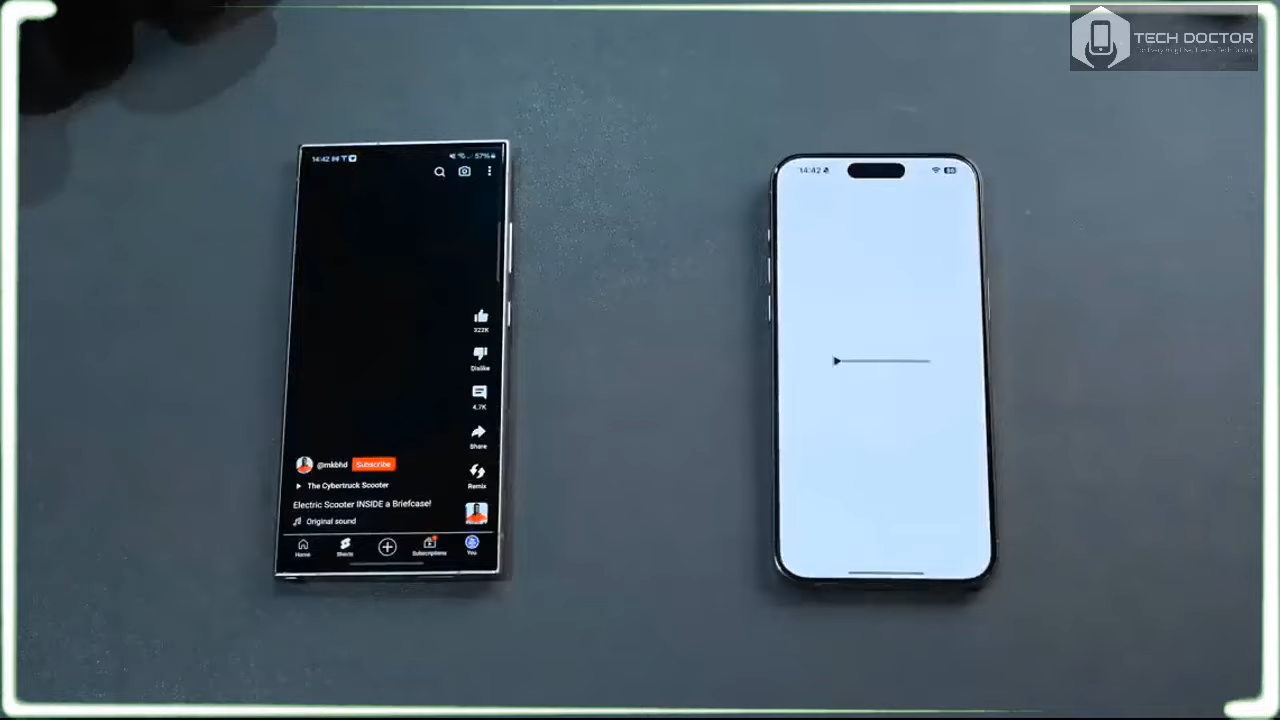 TECH DOCTOR
14:42
57%
322K
Dislike
4.7K
Share
@mkbhd Subscribe
The Cybertruck Scooter
Remix
Electric Scooter INSIDE a Briefcase!
Original sound
Home
Shorts
Subscriptions
You
14:42